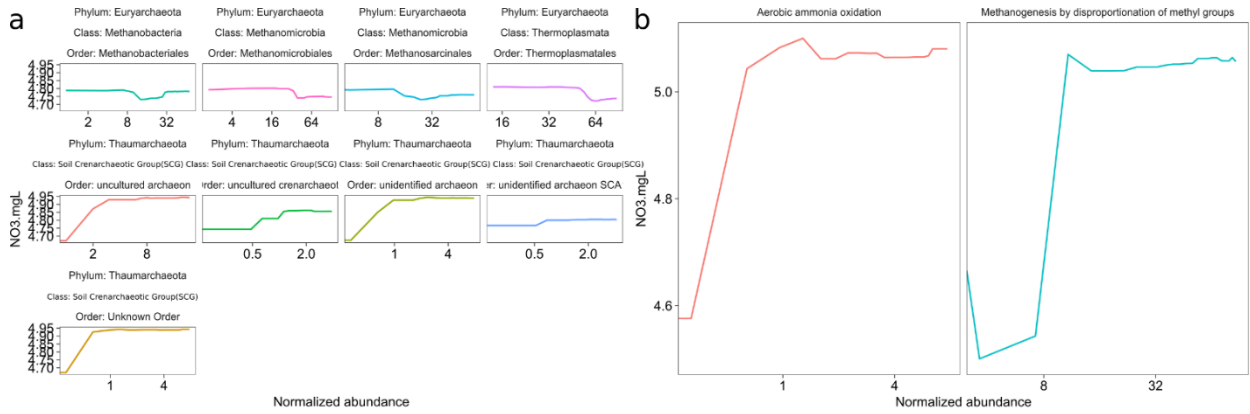 a
Phylum: Euryarchaeota
Class: Methanobacteria
Order: Methanobacteriales
Phylum: Euryarchaeota
Class: Methanomicrobia
Order: Methanomicrobiales
Phylum: Euryarchaeota
Class: Methanomicrobia
Order: Methanosarcinales
Phylum: Euryarchaeota
Class: Thermoplasmata
Order: Thermoplasmatales
4.95
4.90
4.85
4.80
4.75
4.70
2 8 32
4 16 64
8 32
16 64
Phylum: Thaumarchaeota
Class: Soil Crenarchaeotic Group(SCG)
Order: uncultured archaeon
Phylum: Thaumarchaeota
Class: Soil Crenarchaeotic Group(SCG)
Order: uncultured crenarchaeot
Phylum: Thaumarchaeota
Class: Soil Crenarchaeotic Group(SCG)
Order: unidentified archaeon
Phylum: Thaumarchaeota
Class: Soil Crenarchaeotic Group(SCG)
er: unidentified archaeon SCA
NO3.mgL
4.95
4.90
4.85
4.80
4.75
4.70
2 8
0.5 2.0
1 4
0.5 2.0
Phylum: Thaumarchaeota
Class: Soil Crenarchaeotic Group(SCG)
Order: Unknown Order
4.95
4.90
4.85
4.80
4.75
4.70
1 4
Normalized abundance
b
Aerobic ammonia oxidation
Methanogenesis by disproportionation of methyl groups
NO3.mgL
5.0
4.8
4.6
1 4
8 32
Normalized abundance